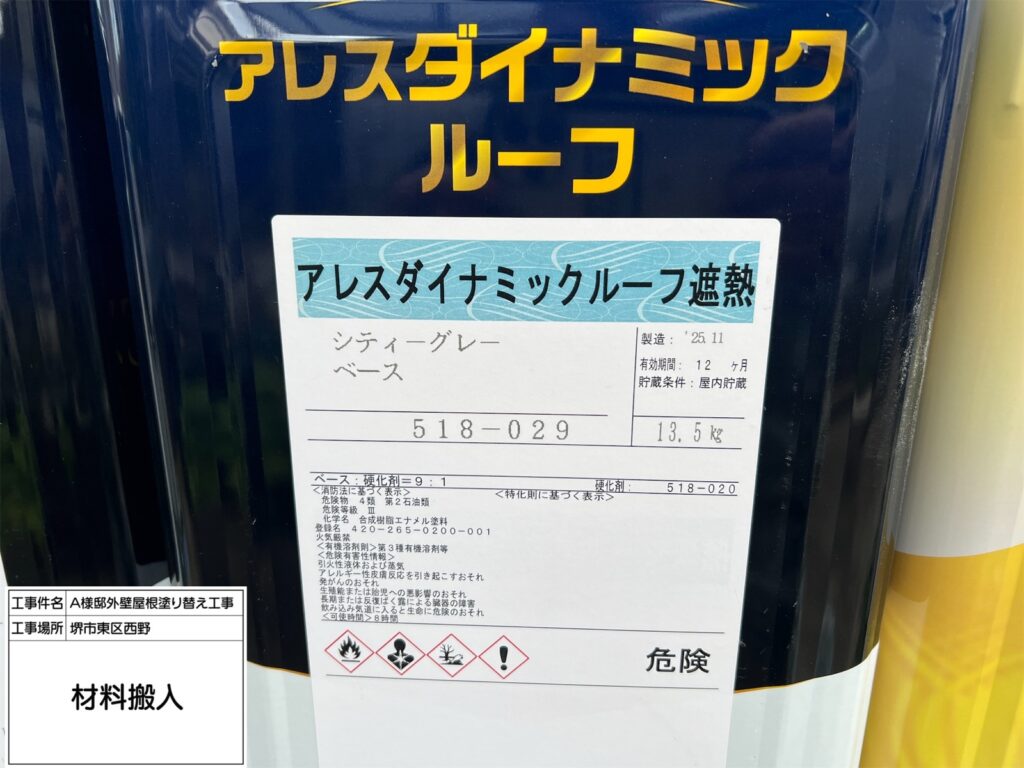 アレスダイナミック
ルーフ
アレスダイナミックルーフ遮熱
シティーグレー
ベース
製造： '25.11
有効期間： 12 ヶ月
貯蔵条件：屋内貯蔵
518-029
13.5㎏
ベース：硬化剤＝9：1
硬化剤： 518-020
＜消防法に基づく表示＞
＜特化則に基づく表示＞
危険物 4類 第2石油類
危険等級 Ⅲ
化学名 合成樹脂エナメル塗料
登録名 420-265-0200-001
火気厳禁
＜有機溶剤則＞第3種有機溶剤等
＜危険有害性情報＞
引火性液体および蒸気
アレルギー性皮膚反応を引き起こすおそれ
発がんのおそれ
生殖能または胎児への悪影響のおそれ
長期または反復ばく露による臓器の障害
飲み込み気道に入ると生命に危険のおそれ
＜可使時間＞8時間
危険
工事件名 A様邸外壁屋根塗り替え工事
工事場所 堺市東区西野
材料搬入